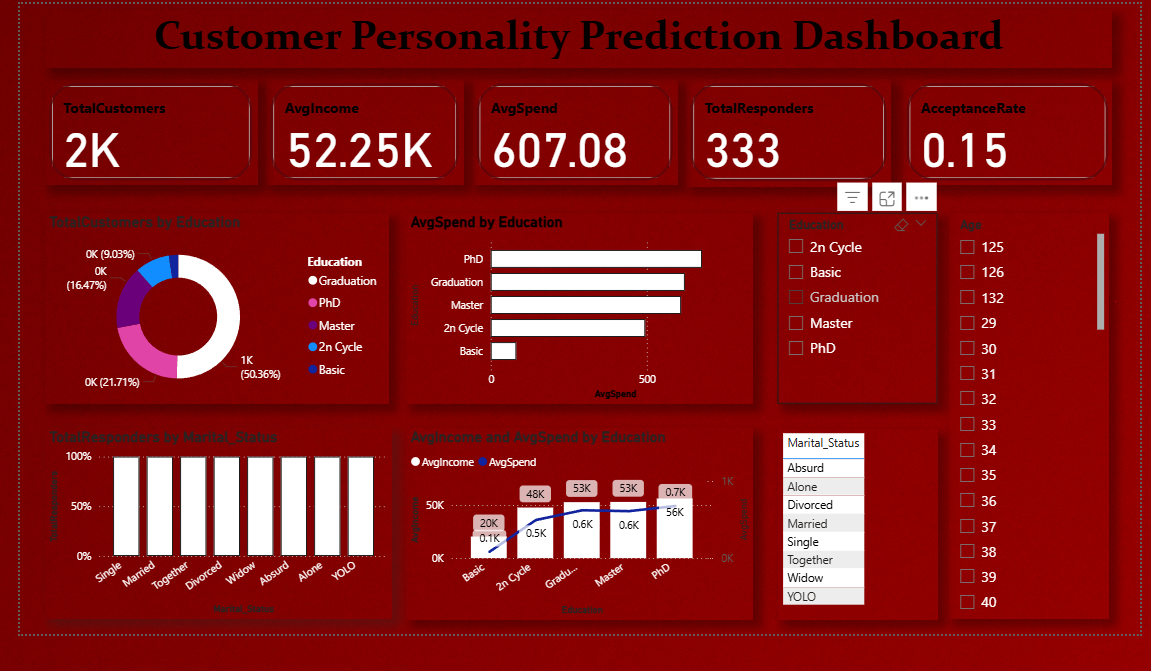 Customer Personality Prediction Dashboard
TotalCustomers
2K
AvgIncome
52.25K
AvgSpend
607.08
TotalResponders
333
AcceptanceRate
0.15
TotalCustomers by Education
0K (9.03%)
0K
(16.47%)
0K (21.71%)
1K
(50.36%)
Education
Graduation
PhD
Master
2n Cycle
Basic
AvgSpend by Education
Education
PhD
Graduation
Master
2n Cycle
Basic
0
500
AvgSpend
Education
2n Cycle
Basic
Graduation
Master
PhD
Age
125
126
132
29
30
31
32
33
34
35
36
37
38
39
40
TotalResponders by Marital_Status
100%
50%
0%
Single
Married
Together
Divorced
Widow
Absurd
Alone
YOLO
Marital_Status
AvgIncome and AvgSpend by Education
AvgIncome
AvgSpend
AvgIncome
50K
0K
20K
0.1K
48K
0.5K
53K
0.6K
53K
0.6K
0.7K
56K
1K
0K
AvgSpend
Basic
2n Cycle
Gradu...
Master
PhD
Education
Marital_Status
Absurd
Alone
Divorced
Married
Single
Together
Widow
YOLO